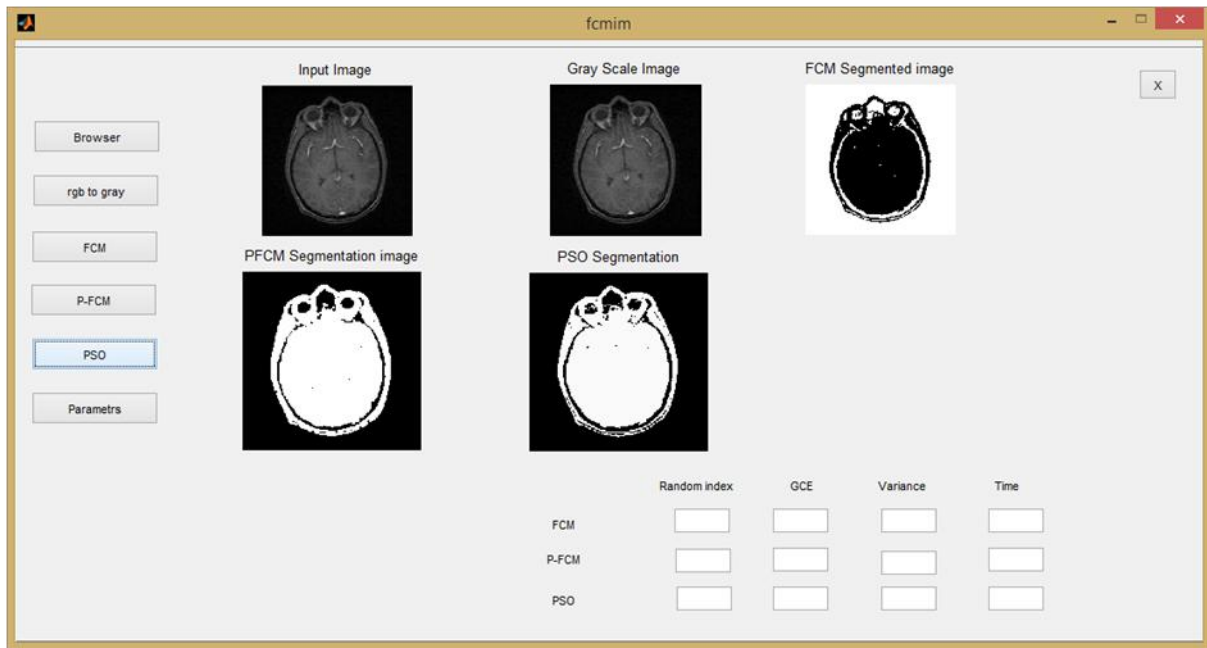 fcmim
Input Image
Gray Scale Image
FCM Segmented image
X
Browser
rgb to gray
FCM
P-FCM
PSO
Parametrs
PFCM Segmentation image
PSO Segmentation
Random index GCE Variance Time
FCM
P-FCM
PSO